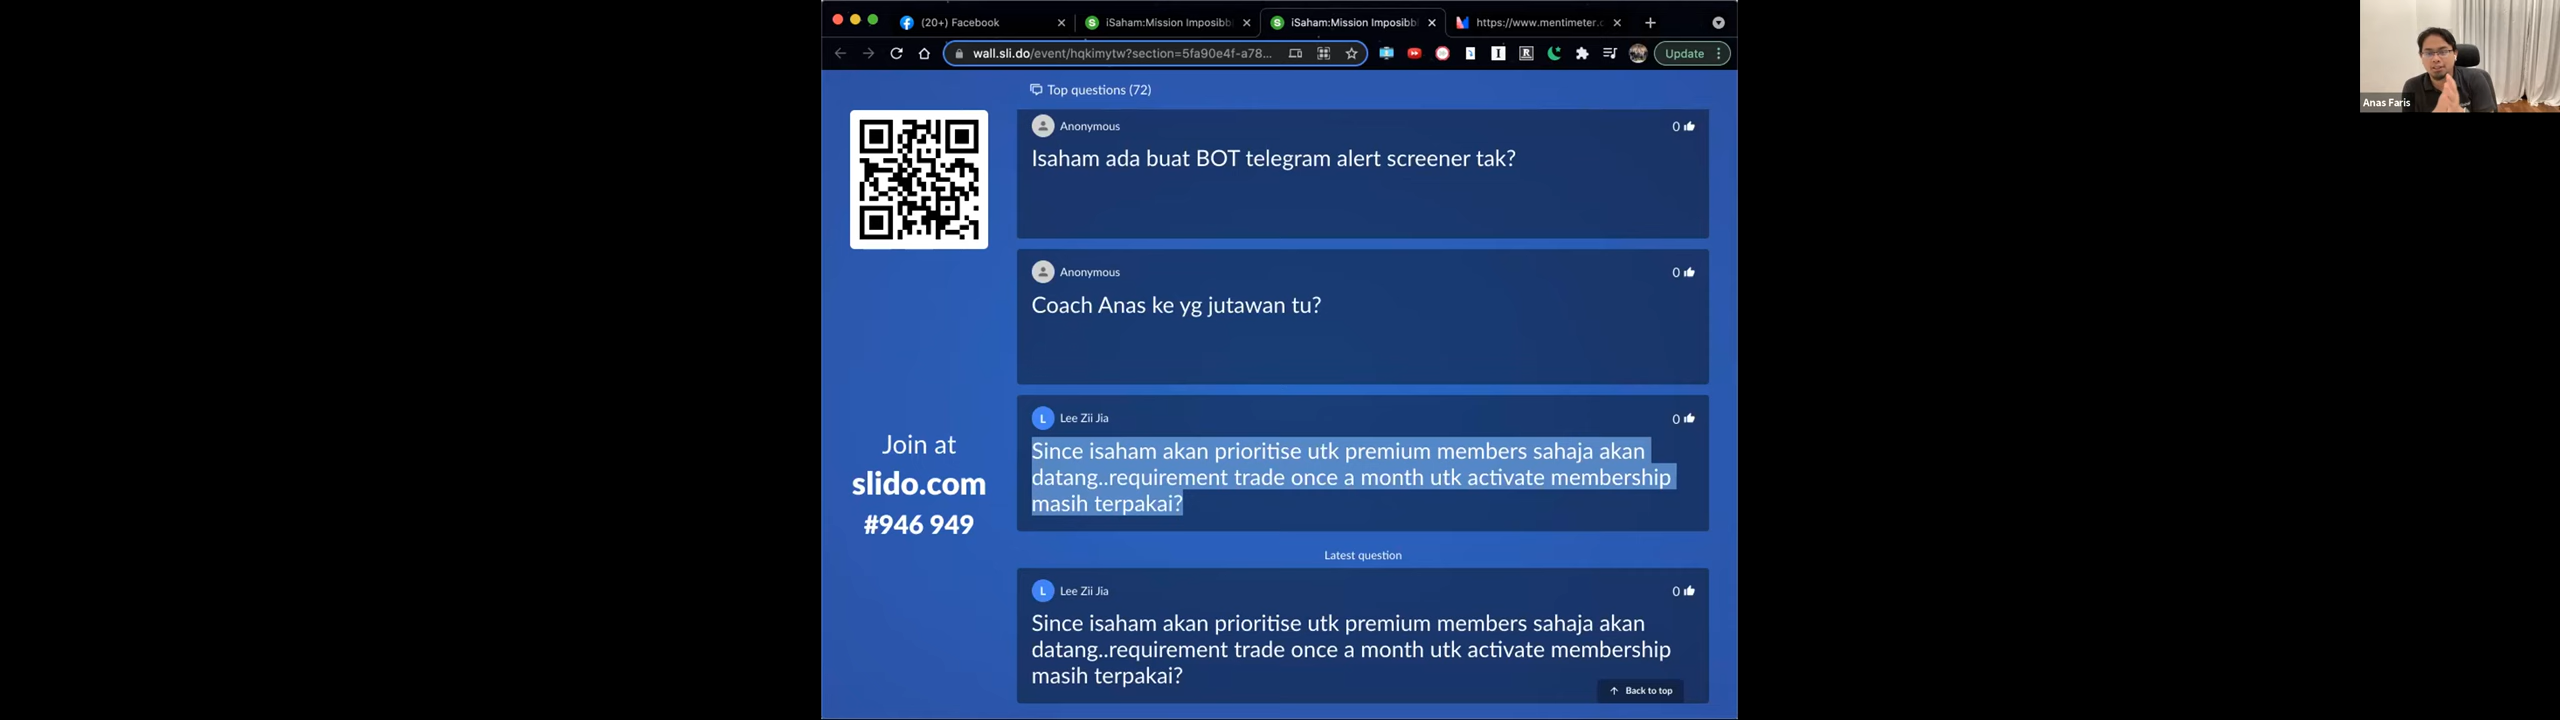 (20+) Facebook
iSaham:Mission Imposibb
iSaham:Mission Imposibb
https://www.mentimeter.c
wall.sli.do/event/hqkimytw?section=5fa90e4f-a78...
Update
Anas Faris
Top questions (72)
Anonymous
0
Isaham ada buat BOT telegram alert screener tak?
Anonymous
0
Coach Anas ke yg jutawan tu?
L
Lee Zii Jia
0
Since isaham akan prioritise utk premium members sahaja akan
datang..requirement trade once a month utk activate membership
masih terpakai?
Join at
slido.com
#946 949
Latest question
L
Lee Zii Jia
0
Since isaham akan prioritise utk premium members sahaja akan
datang..requirement trade once a month utk activate membership
masih terpakai?
Back to top